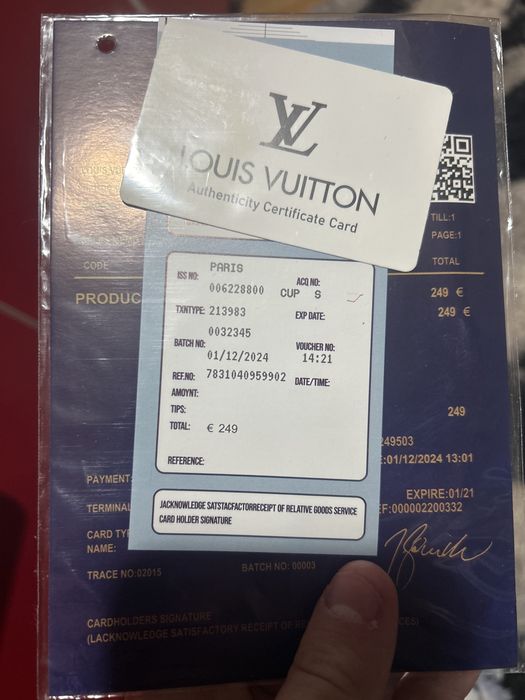 LV
LOUIS VUITTON
Authenticity Certificate Card
TILL:1
PAGE:1
CODE
TOTAL
PRODUC
249 €
249 €
PARIS
ISS NO:
ACQ NO:
006228800 CUP S
TXNTYPE: 213983
EXP DATE:
0032345
BATCH NO:
VOUCHER NO:
01/12/2024 14:21
REF.NO: 7831040959902
DATE/TIME:
AMOYNT:
TIPS:
TOTAL: € 249
REFERENCE:
249
249503
:01/12/2024 13:01
PAYMENT
EXPIRE:01/21
TERMINAL
F:000002200332
JACKNOWLEDGE SATSTACFACTORRECEIPT OF RELATIVE GOODS SERVICE
CARD HOLDER SIGNATURE
CARD TY
NAME:
TRACE NO:02015
BATCH NO: 00003
CARDHOLDERS SIGNATURE
(LACKNOWLEDGE SATISFACTORY RECEIPT OF RE CES)